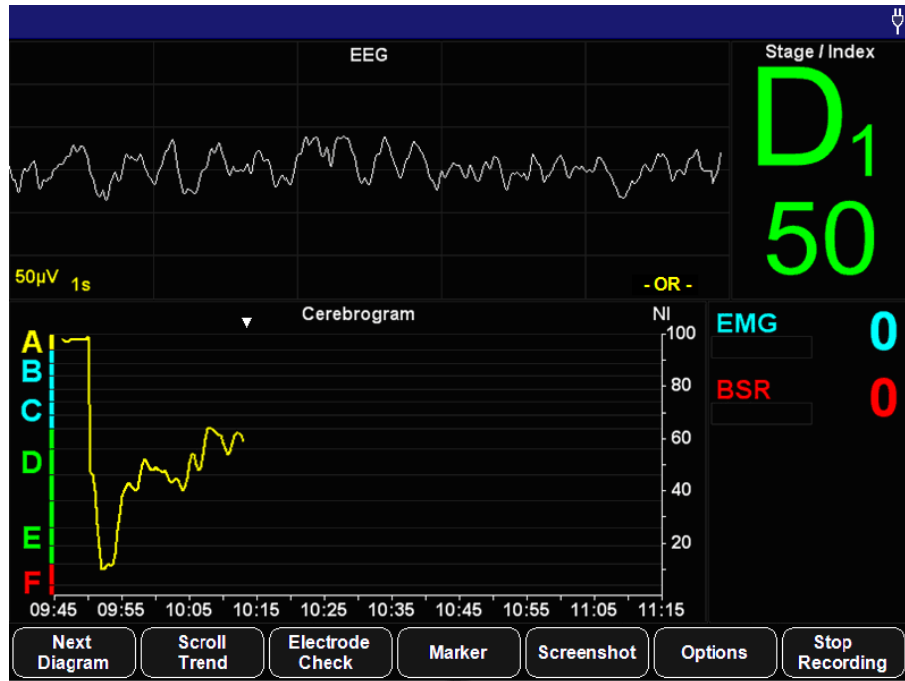 EEG
Stage / Index
D1
50
50µV 1s
- OR -
Cerebrogram
NI
A
B
C
D
E
F
100
80
60
40
20
09:45 09:55 10:05 10:15 10:25 10:35 10:45 10:55 11:05 11:15
EMG 0
BSR 0
Next Diagram
Scroll Trend
Electrode Check
Marker
Screenshot
Options
Stop Recording